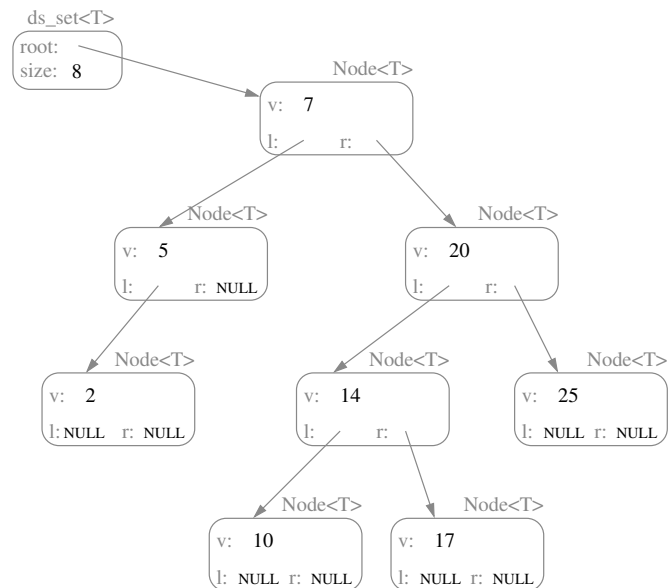 ds_set<T>
root:
size: 8
Node<T>
v: 7
l: r:
Node<T>
v: 5
l: r: NULL
Node<T>
v: 20
l: r:
Node<T>
v: 2
l: NULL r: NULL
Node<T>
v: 14
l: r:
Node<T>
v: 25
l: NULL r: NULL
Node<T>
v: 10
l: NULL r: NULL
Node<T>
v: 17
l: NULL r: NULL